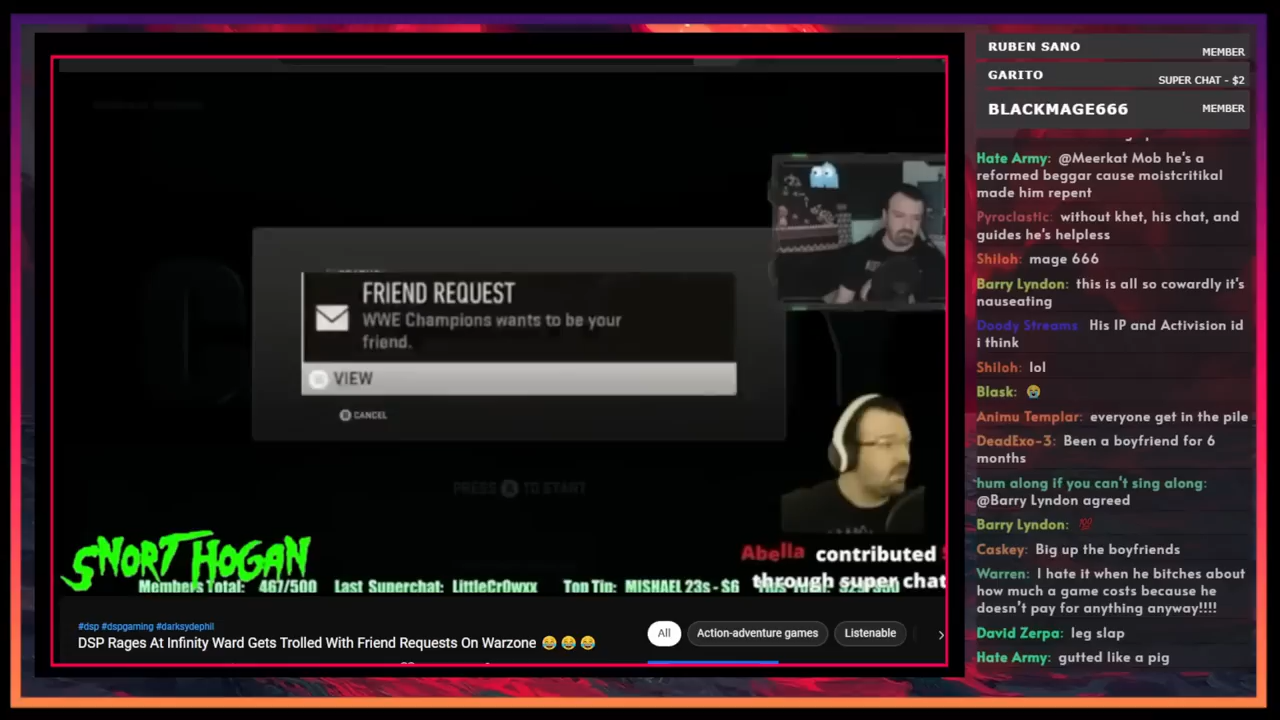 FRIEND REQUEST
WWE Champions wants to be your
friend.
VIEW
CANCEL
PRESS TO START
SNORT HOGAN
Members Total: 467/500 Last Superchat: LittleCr0wxx Top Tip: MISHAEL 23s - $6
Abella contributed
through super chat
#dsp #dspgaming #darksydephil
DSP Rages At Infinity Ward Gets Trolled With Friend Requests On Warzone 😂 😂 😂
All Action-adventure games Listenable
RUBEN SANO MEMBER
GARITO SUPER CHAT - $2
BLACKMAGE666 MEMBER
Hate Army: @Meerkat Mob he's a
reformed beggar cause moistcritikal
made him repent
Pyroclastic: without khet, his chat, and
guides he's helpless
Shiloh: mage 666
Barry Lyndon: this is all so cowardly it's
nauseating
Doody Streams: His IP and Activision id
i think
Shiloh: lol
Blask: 😭
Animu Templar: everyone get in the pile
DeadExo-3: Been a boyfriend for 6
months
hum along if you can't sing along:
@Barry Lyndon agreed
Barry Lyndon: 💯
Caskey: Big up the boyfriends
Warren: I hate it when he bitches about
how much a game costs because he
doesn't pay for anything anyway!!!!
David Zerpa: leg slap
Hate Army: gutted like a pig